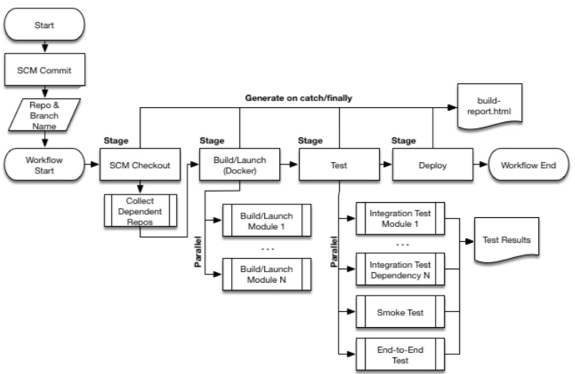 Start
SCM Commit
Repo &
Branch
Name
Generate on catch/finally
build-
report.html
Stage
Stage
Stage
Stage
Workflow
Start
SCM Checkout
Build/Launch
(Docker)
Test
Deploy
Workflow End
Collect
Dependent
Repos
Parallel
Build/Launch
Module 1
...
Build/Launch
Module N
Parallel
Integration Test
Module 1
...
Integration Test
Dependency N
Smoke Test
End-to-End
Test
Test Results